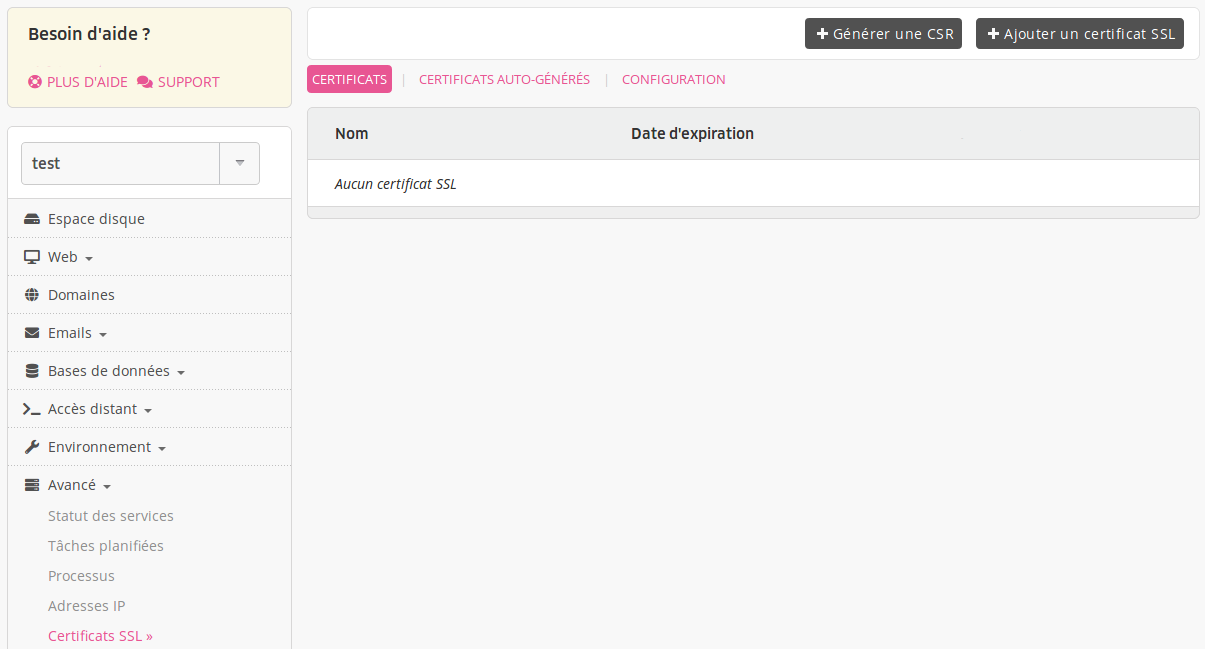 Besoin d'aide ?
PLUS D'AIDE SUPPORT
test
Espace disque
Web
Domaines
Emails
Bases de données
Accès distant
Environnement
Avancé
Statut des services
Tâches planifiées
Processus
Adresses IP
Certificats SSL »
Générer une CSR Ajouter un certificat SSL
CERTIFICATS | CERTIFICATS AUTO-GÉNÉRÉS | CONFIGURATION
Nom Date d'expiration
Aucun certificat SSL